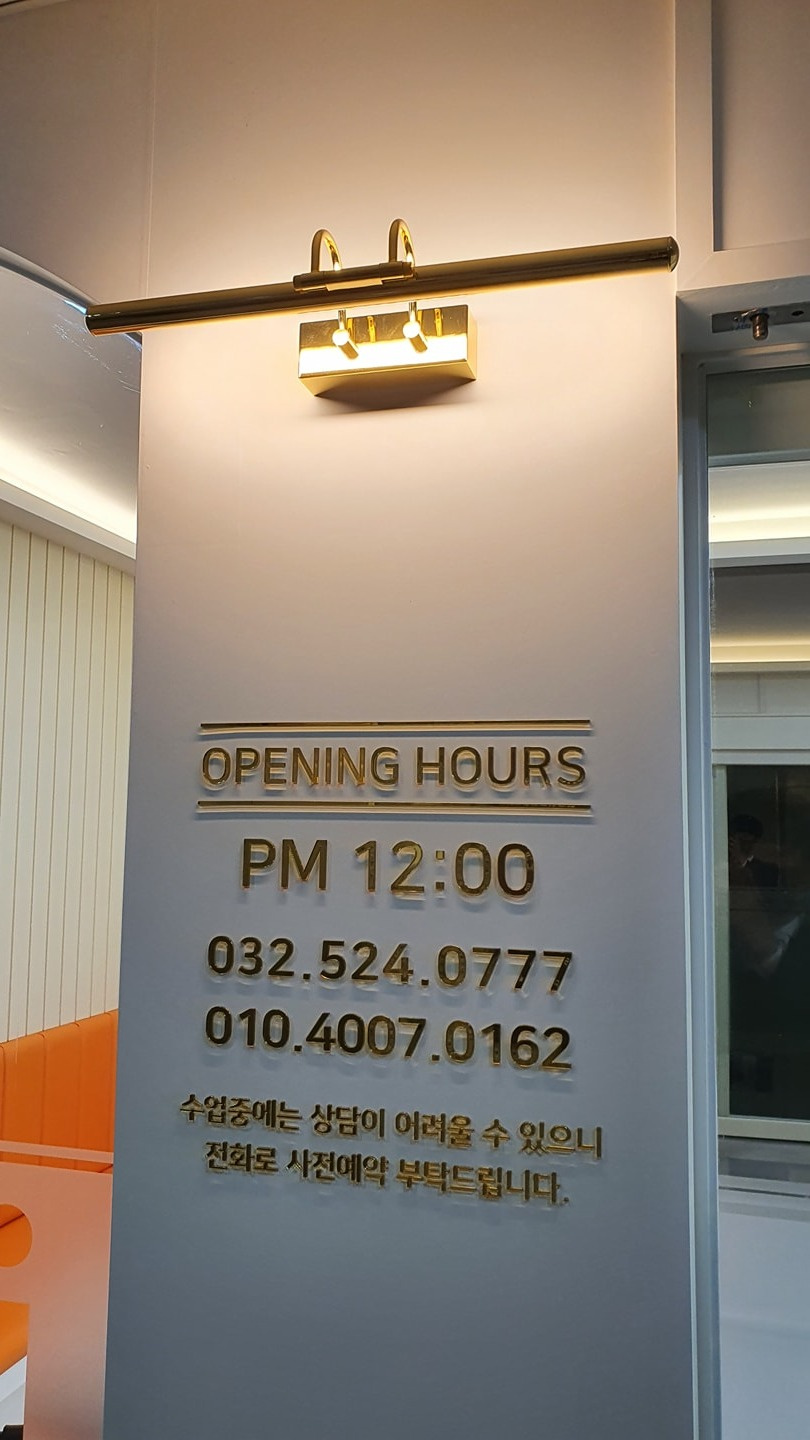 OPENING HOURS
PM 12:00
032.524.0777
010.4007.0162
수업중에는 상담이 어려울 수 있으니
전화로 사전예약 부탁드립니다.